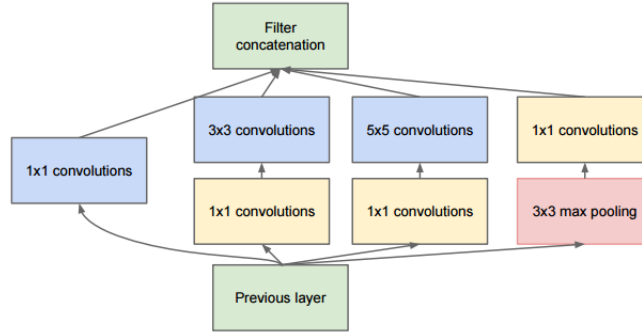 Filter
concatenation
3x3 convolutions
5x5 convolutions
1x1 convolutions
1x1 convolutions
1x1 convolutions
1x1 convolutions
3x3 max pooling
Previous layer